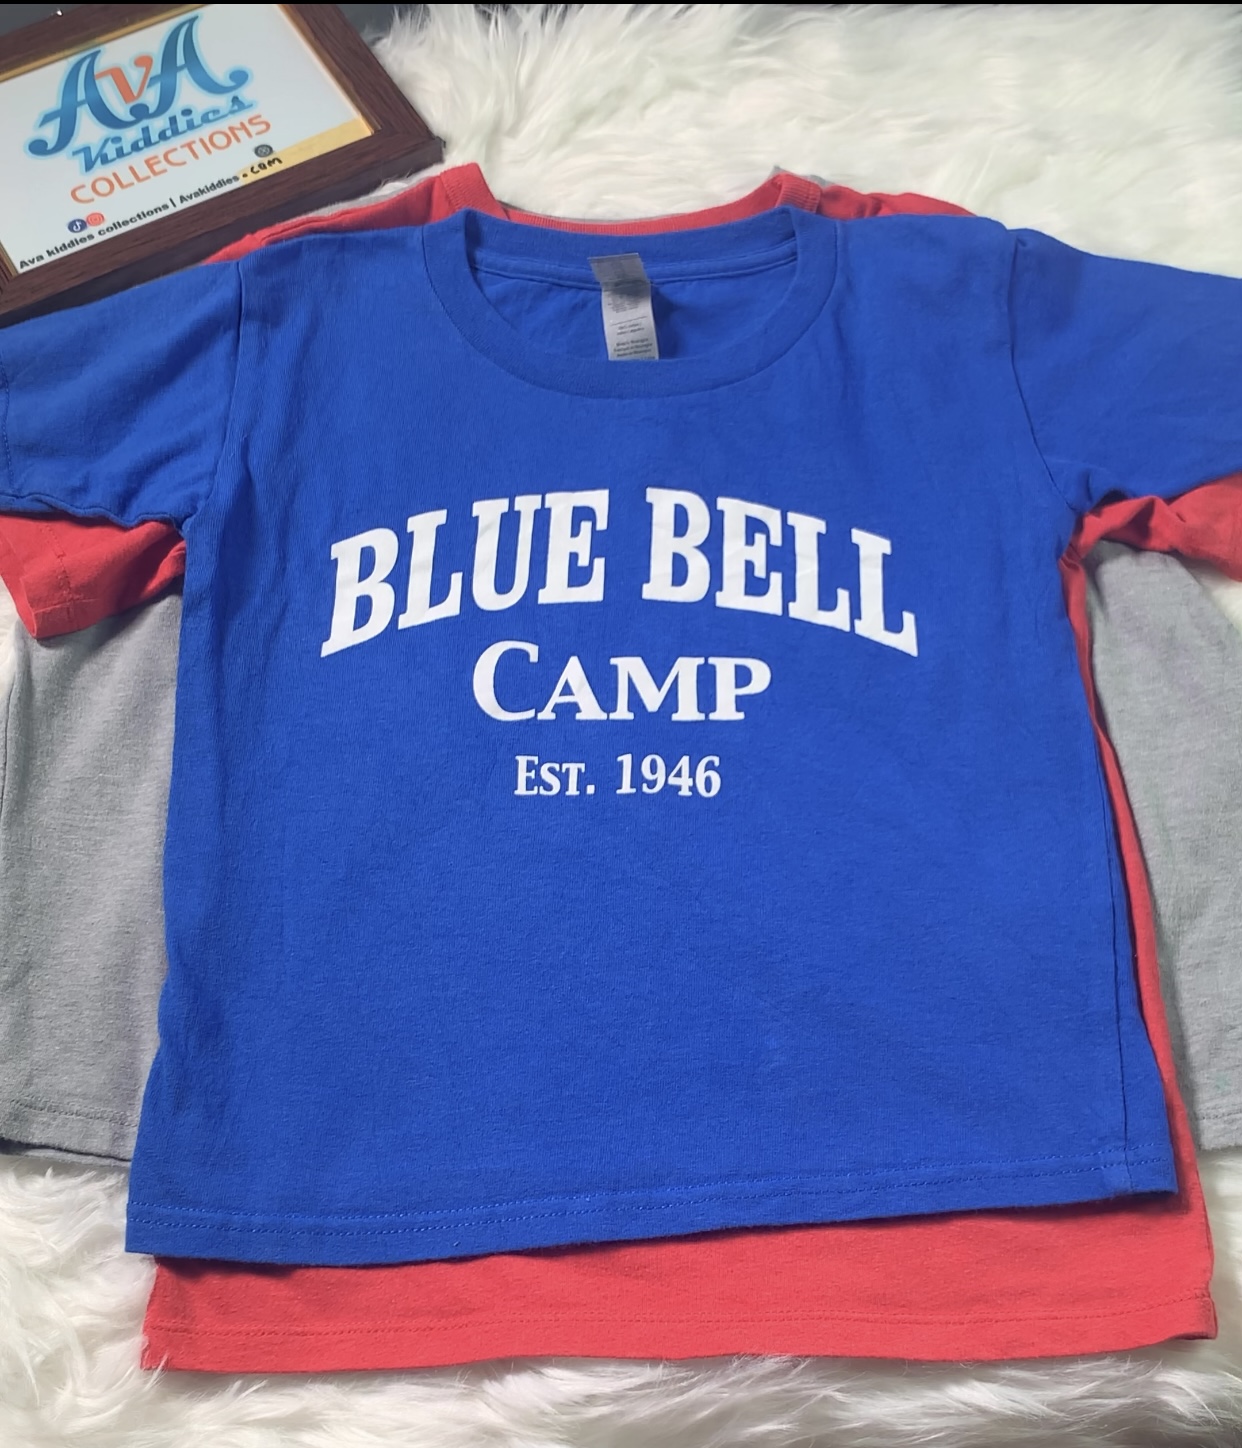 AvA
Kiddies
COLLECTIONS
Ava kiddies collections | Avakiddies.com
BLUE BELL
CAMP
EST. 1946